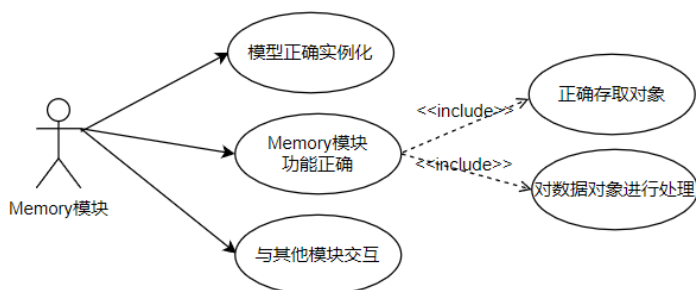 模型正确实例化
正确存取对象
<<include>>
Memory模块
功能正确
<<include>>
对数据对象进行处理
Memory模块
与其他模块交互